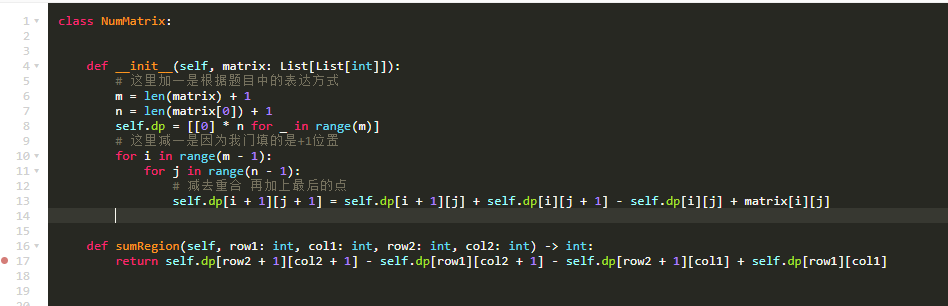 1 class NumMatrix:
2
3
4 def __init__(self, matrix: List[List[int]]):
5 # 这里加一是根据题目中的表达方式
6 m = len(matrix) + 1
7 n = len(matrix[0]) + 1
8 self.dp = [[0] * n for _ in range(m)]
9 # 这里减一是因为我门填的是+1位置
10 for i in range(m - 1):
11 for j in range(n - 1):
12 # 减去重合 再加上最后的点
13 self.dp[i + 1][j + 1] = self.dp[i + 1][j] + self.dp[i][j + 1] - self.dp[i][j] + matrix[i][j]
14
15
16 def sumRegion(self, row1: int, col1: int, row2: int, col2: int) -> int:
17 return self.dp[row2 + 1][col2 + 1] - self.dp[row1][col2 + 1] - self.dp[row2 + 1][col1] + self.dp[row1][col1]
18
19
20